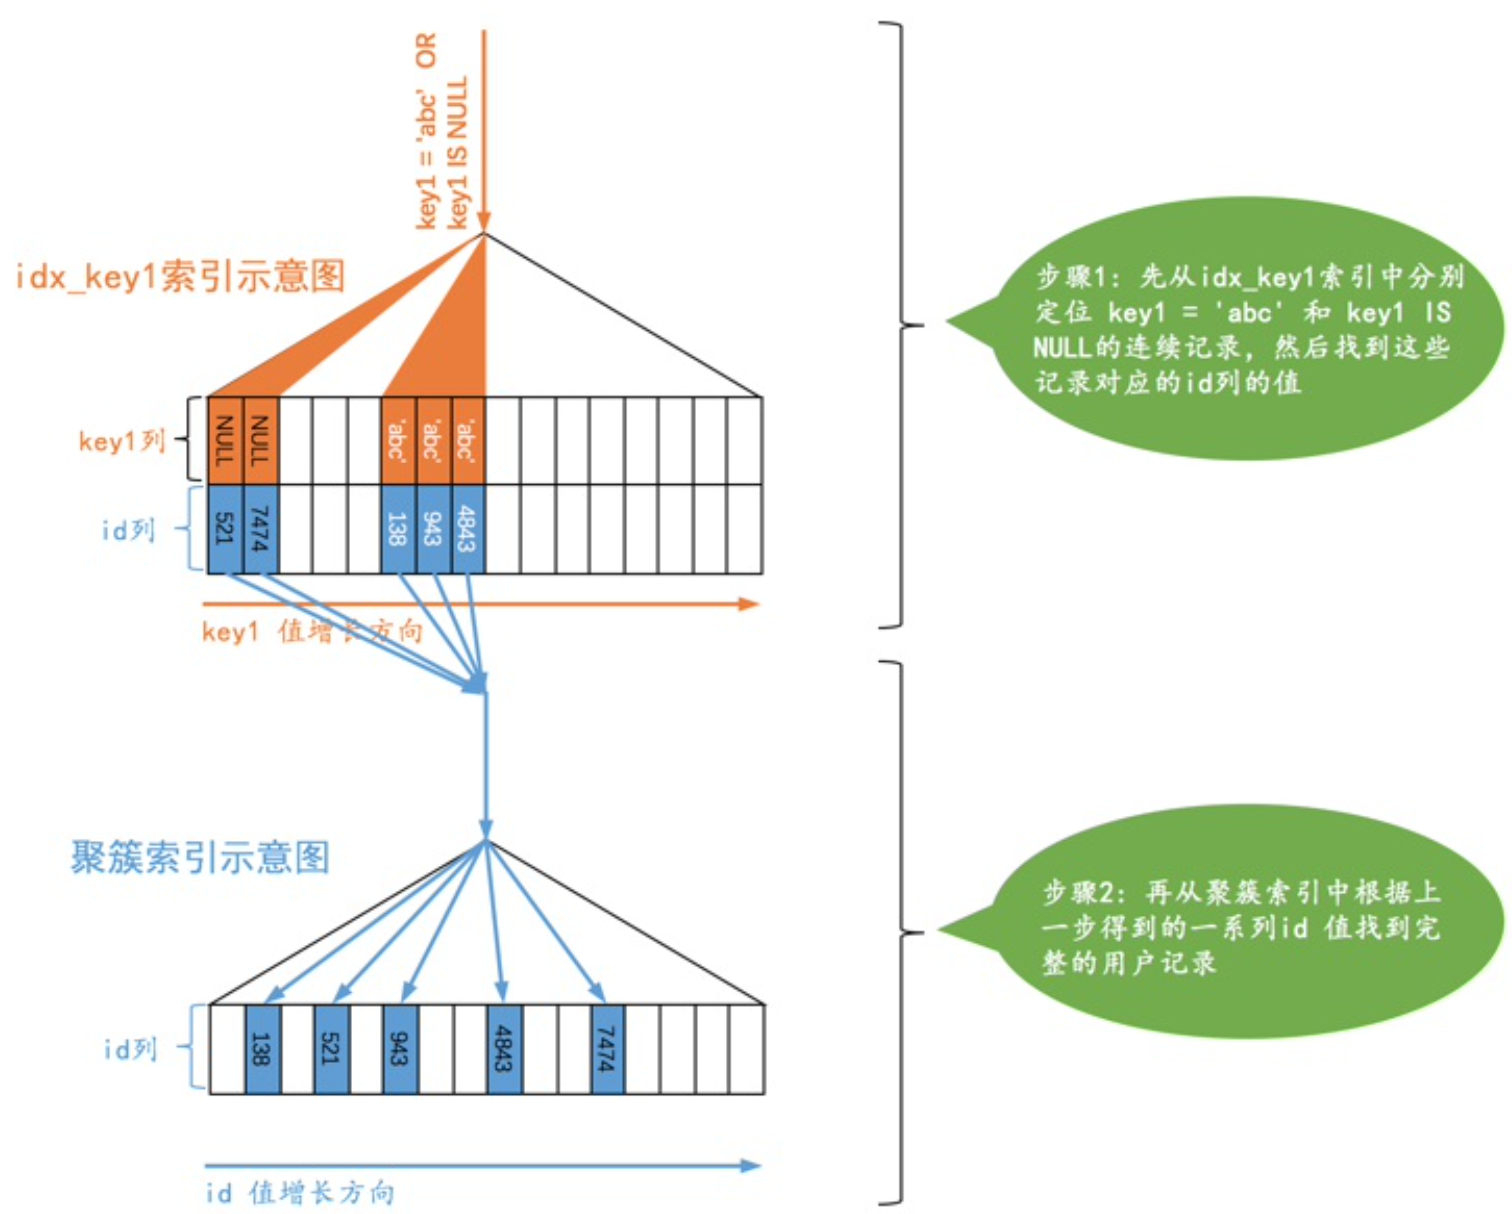 key1 = 'abc' OR
key1 IS NULL
idx_key1索引示意图
key1列
NULL
NULL
'abc'
'abc'
'abc'
id列
521
7474
138
943
4843
key1 值增长方向
步骤1：先从idx_key1索引中分别
定位 key1 = 'abc' 和 key1 IS
NULL的连续记录，然后找到这些
记录对应的id列的值
聚簇索引示意图
id列
138
521
943
4843
7474
id 值增长方向
步骤2：再从聚簇索引中根据上
一步得到的一系列id 值找到完
整的用户记录